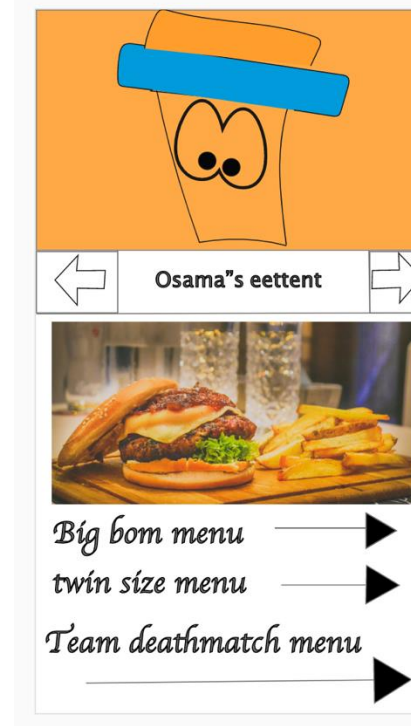 Osama"s eettent
Big bom menu
twin size menu
Team deathmatch menu